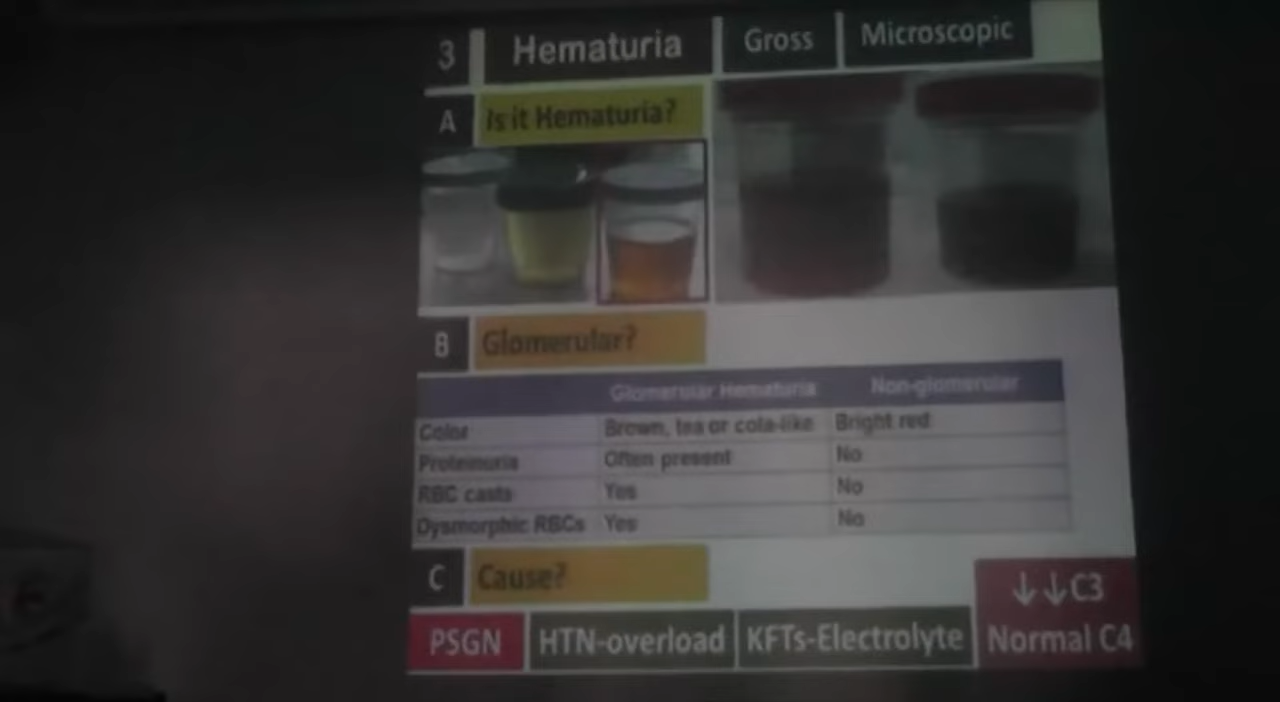 3 Hematuria Gross Microscopic
A Is it Hematuria?
B Glomerular?
Glomerular Hematuria Non-glomerular
Color Brown, tea or cola-like Bright red
Proteinuria Often present No
RBC casts Yes No
Dysmorphic RBCs Yes No
C Cause?
↓↓C3
PSGN HTN-overload KFTs-Electrolyte Normal C4